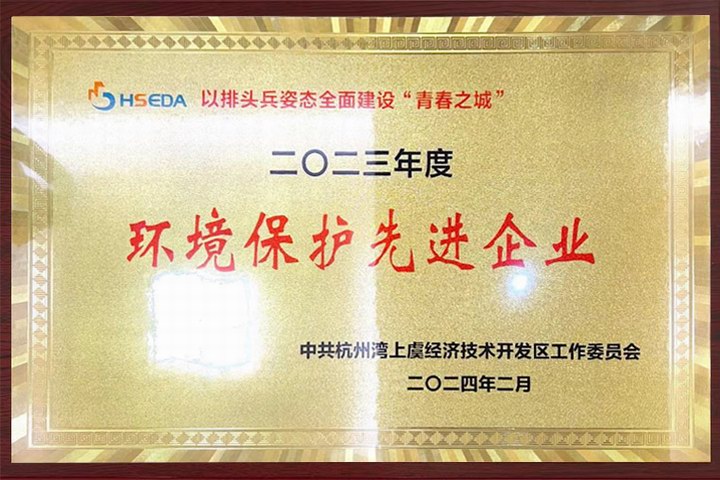 HSEDA 以排头兵姿态全面建设“青春之城”
二〇二三年度
环境保护先进企业
中共杭州湾上虞经济技术开发区工作委员会
二〇二四年二月